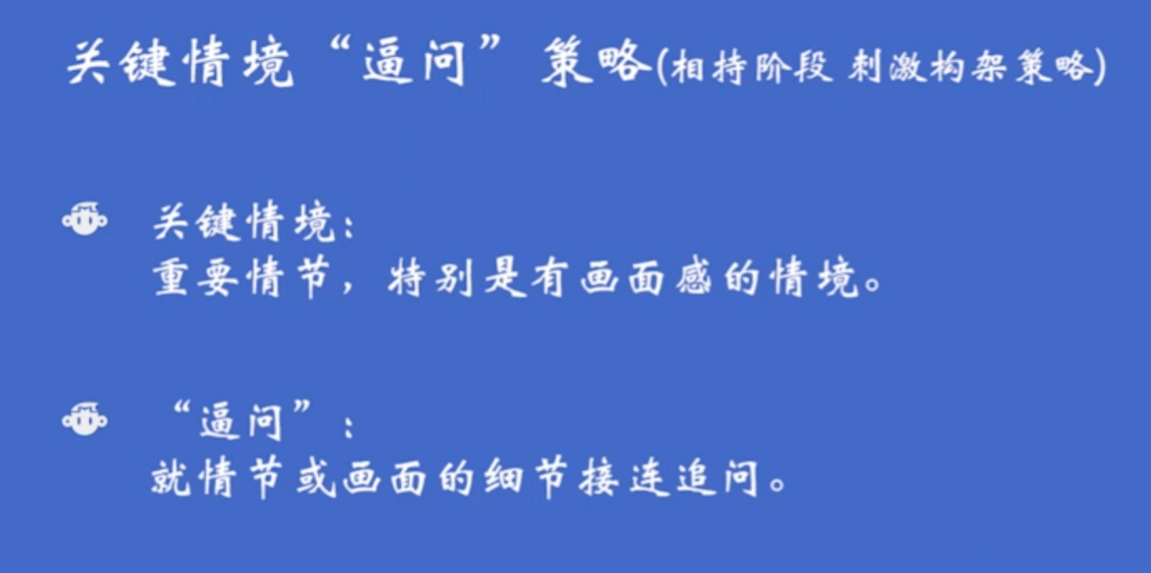 关键情境“逼问”策略(相持阶段 刺激构架策略)
关键情境：
重要情节，特别是有画面感的情境。
“逼问”：
就情节或画面的细节接连追问。